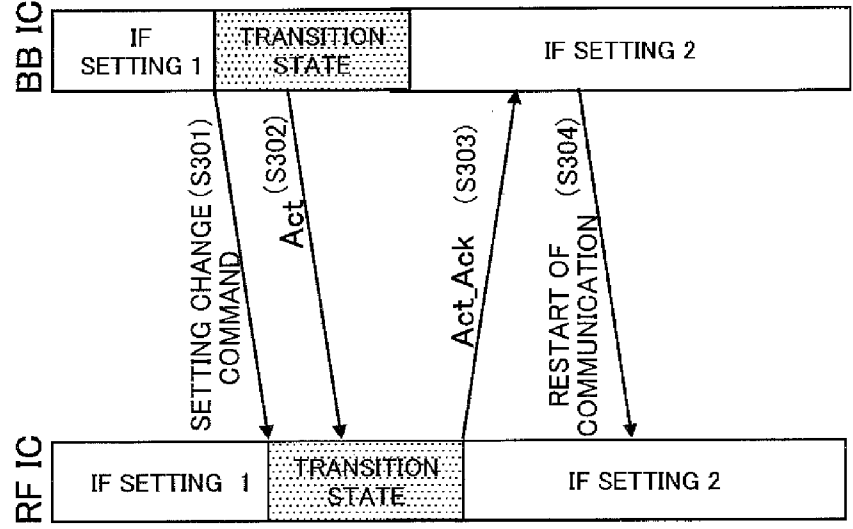 BB IC
IF
SETTING 1
TRANSITION
STATE
IF SETTING 2
SETTING CHANGE (S301)
COMMAND
Act (S302)
Act_Ack (S303)
RESTART OF
COMMUNICATION
(S304)
RF IC
IF SETTING 1
TRANSITION
STATE
IF SETTING 2